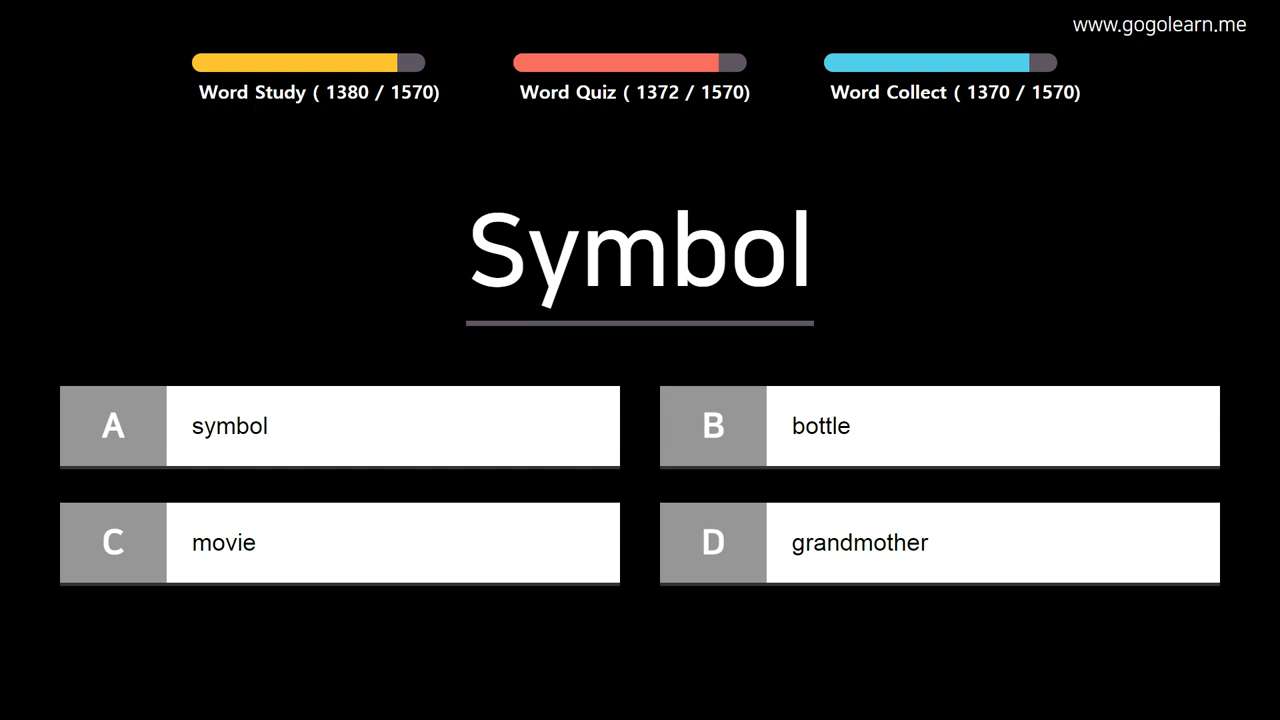 www.gogolearn.me
Word Study ( 1380 / 1570)
Word Quiz ( 1372 / 1570)
Word Collect ( 1370 / 1570)
Symbol
A symbol
B bottle
C movie
D grandmother